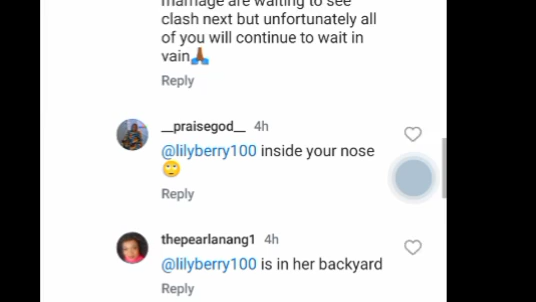 marriage are waiting to see
clash next but unfortunately all
of you will continue to wait in
vain🙏🏾
Reply
__praisegod__ 4h
@lilyberry100 inside your nose
🙄
Reply
thepearlanang1 4h
@lilyberry100 is in her backyard
Reply